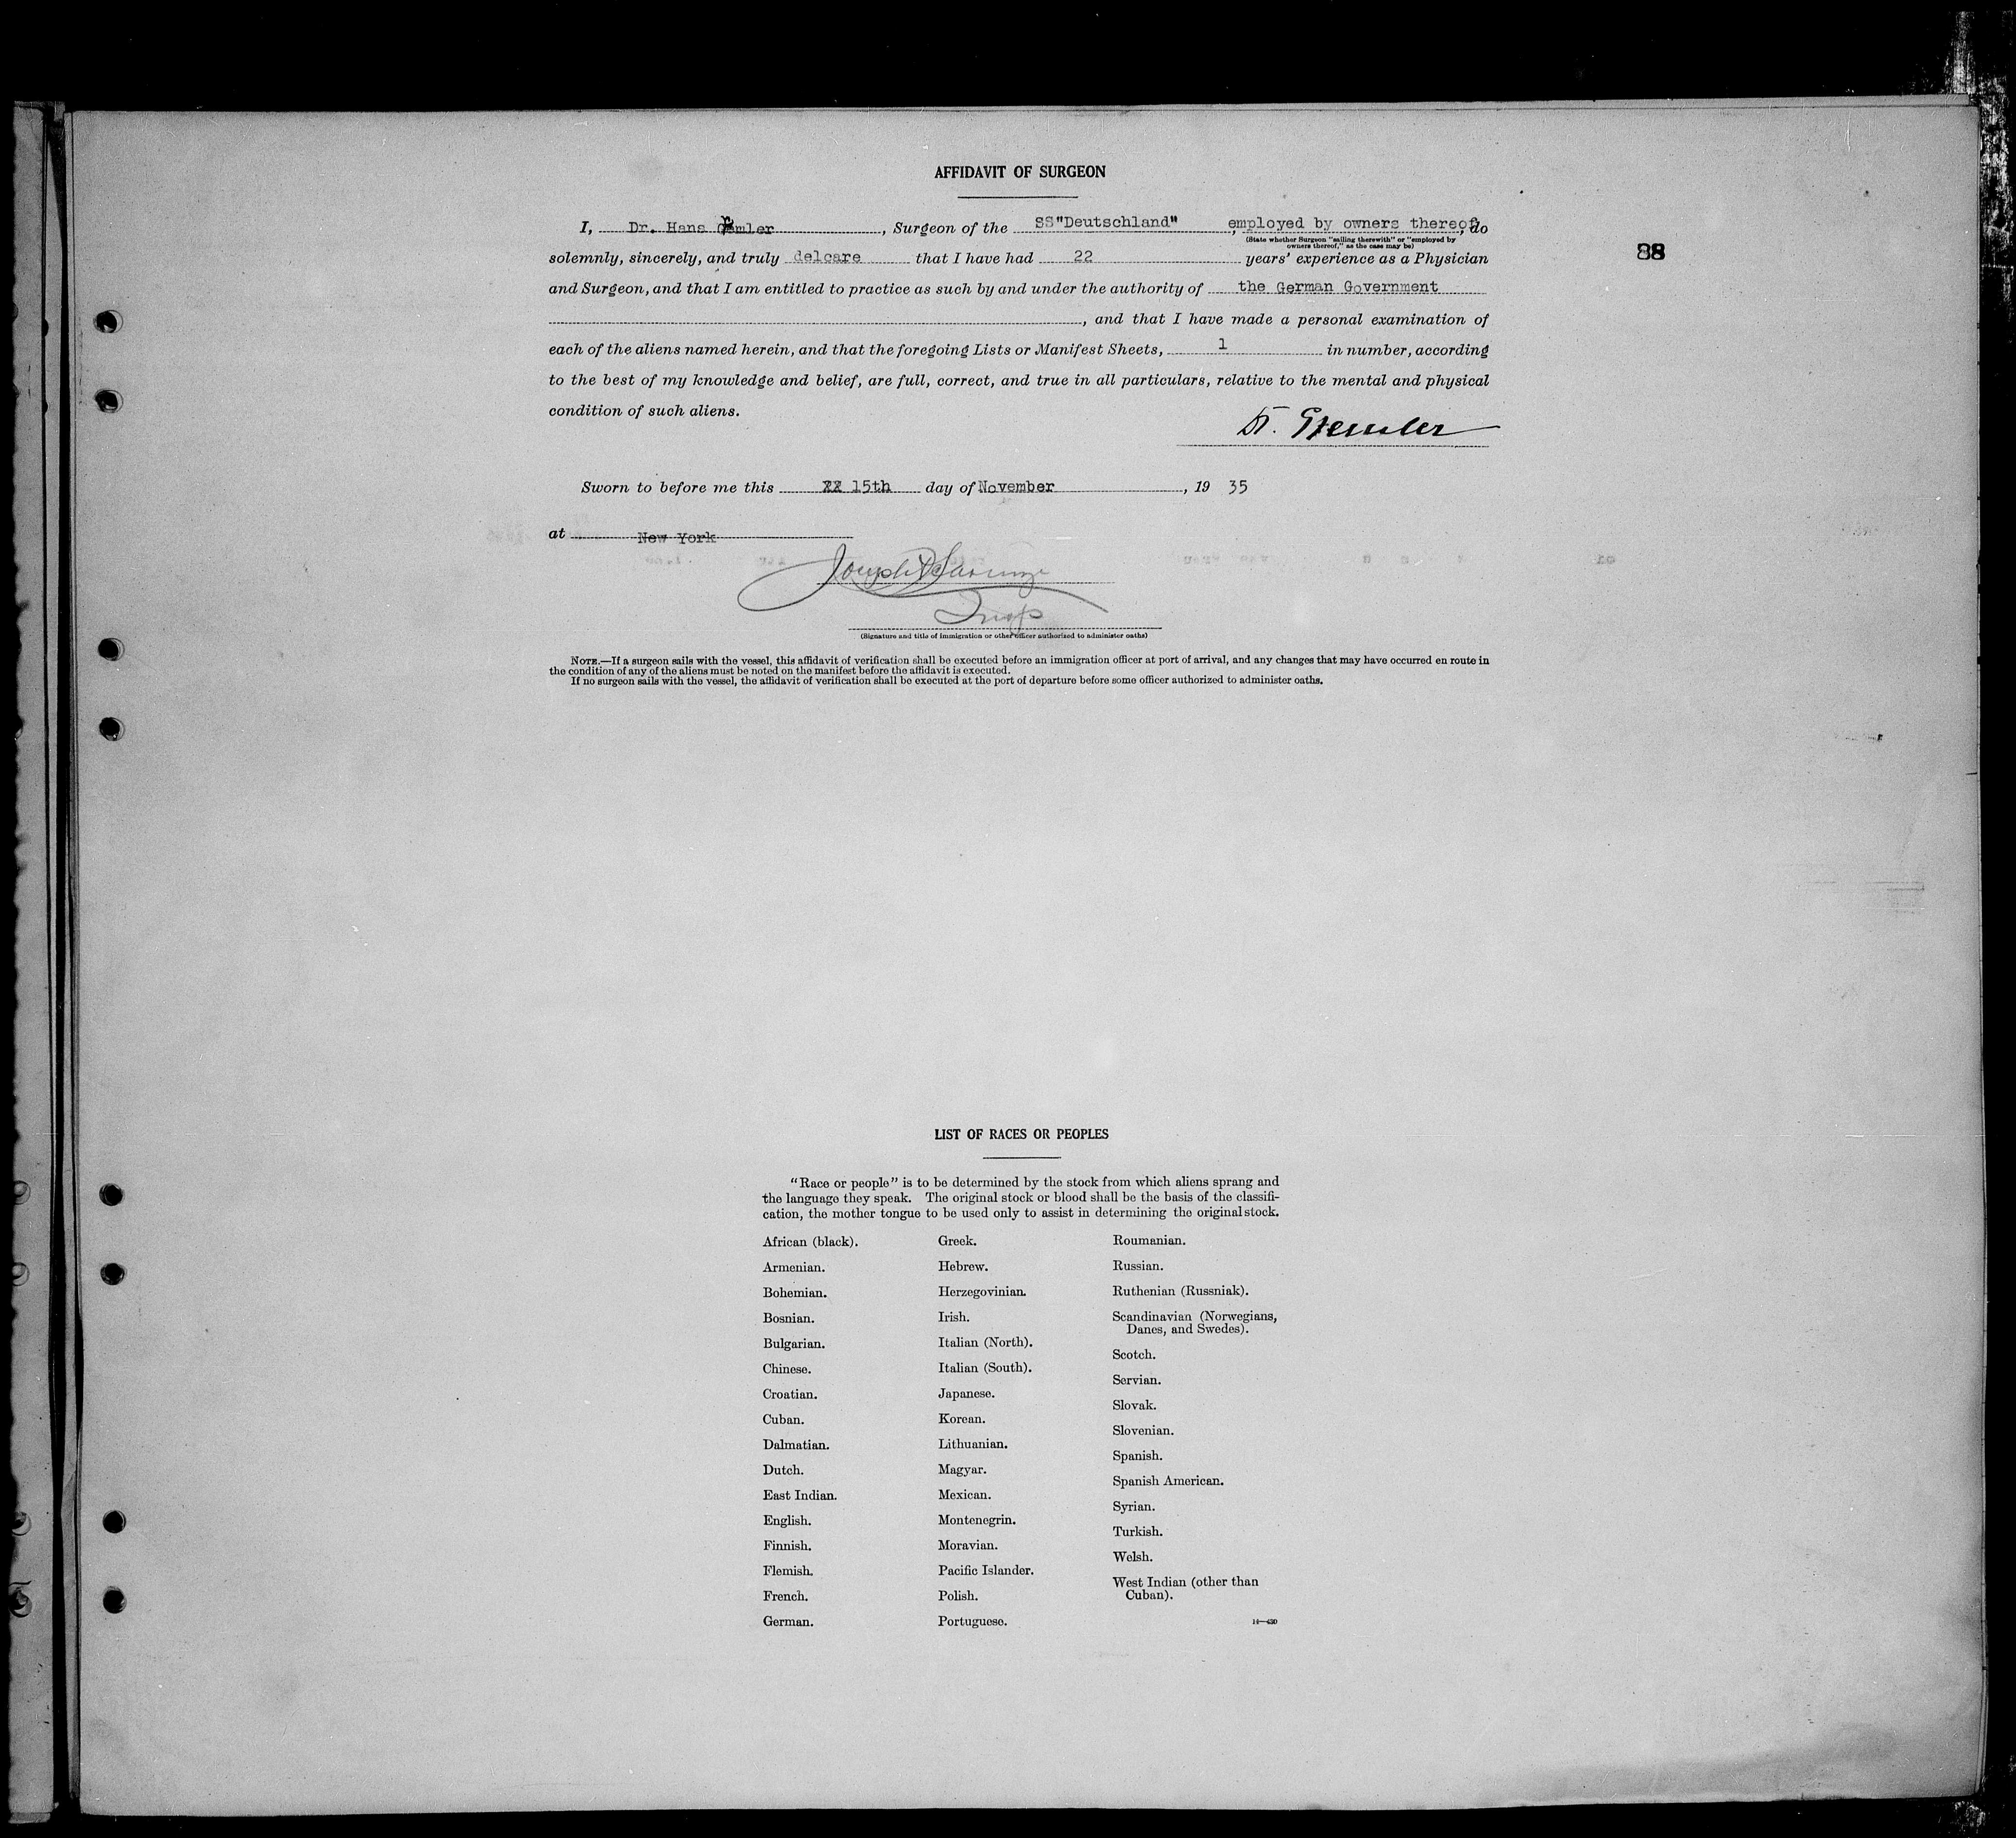 AFFIDAVIT OF SURGEON
I, Dr. Hans , Surgeon of the SS"Deutschland", employed by owners thereof, do
(State whether Surgeon "sailing therewith" or "employed by
owners thereof," as the case may be)
88
solemnly, sincerely, and truly delcare that I have had 22 years' experience as a Physician
and Surgeon, and that I am entitled to practice as such by and under the authority of the German Government
, and that I have made a personal examination of
each of the aliens named herein, and that the foregoing Lists or Manifest Sheets, 1 in number, according
to the best of my knowledge and belief, are full, correct, and true in all particulars, relative to the mental and physical
condition of such aliens.
Dr.
Sworn to before me this 15th day of November, 19 35
at New York
Joseph
Insp
(Signature and title of immigration or other officer authorized to administer oaths)
NOTE.—If a surgeon sails with the vessel, this affidavit of verification shall be executed before an immigration officer at port of arrival, and any changes that may have occurred en route in
the condition of any of the aliens must be noted on the manifest before the affidavit is executed.
If no surgeon sails with the vessel, the affidavit of verification shall be executed at the port of departure before some officer authorized to administer oaths.
LIST OF RACES OR PEOPLES
"Race or people" is to be determined by the stock from which aliens sprang and
the language they speak. The original stock or blood shall be the basis of the classifi-
cation, the mother tongue to be used only to assist in determining the original stock.
African (black).
Armenian.
Bohemian.
Bosnian.
Bulgarian.
Chinese.
Croatian.
Cuban.
Dalmatian.
Dutch.
East Indian.
English.
Finnish.
Flemish.
French.
German.
Greek.
Hebrew.
Herzegovinian.
Irish.
Italian (North).
Italian (South).
Japanese.
Korean.
Lithuanian.
Magyar.
Mexican.
Montenegrin.
Moravian.
Pacific Islander.
Polish.
Portuguese.
Roumanian.
Russian.
Ruthenian (Russniak).
Scandinavian (Norwegians,
Danes, and Swedes).
Scotch.
Servian.
Slovak.
Slovenian.
Spanish.
Spanish American.
Syrian.
Turkish.
Welsh.
West Indian (other than
Cuban).
14—430